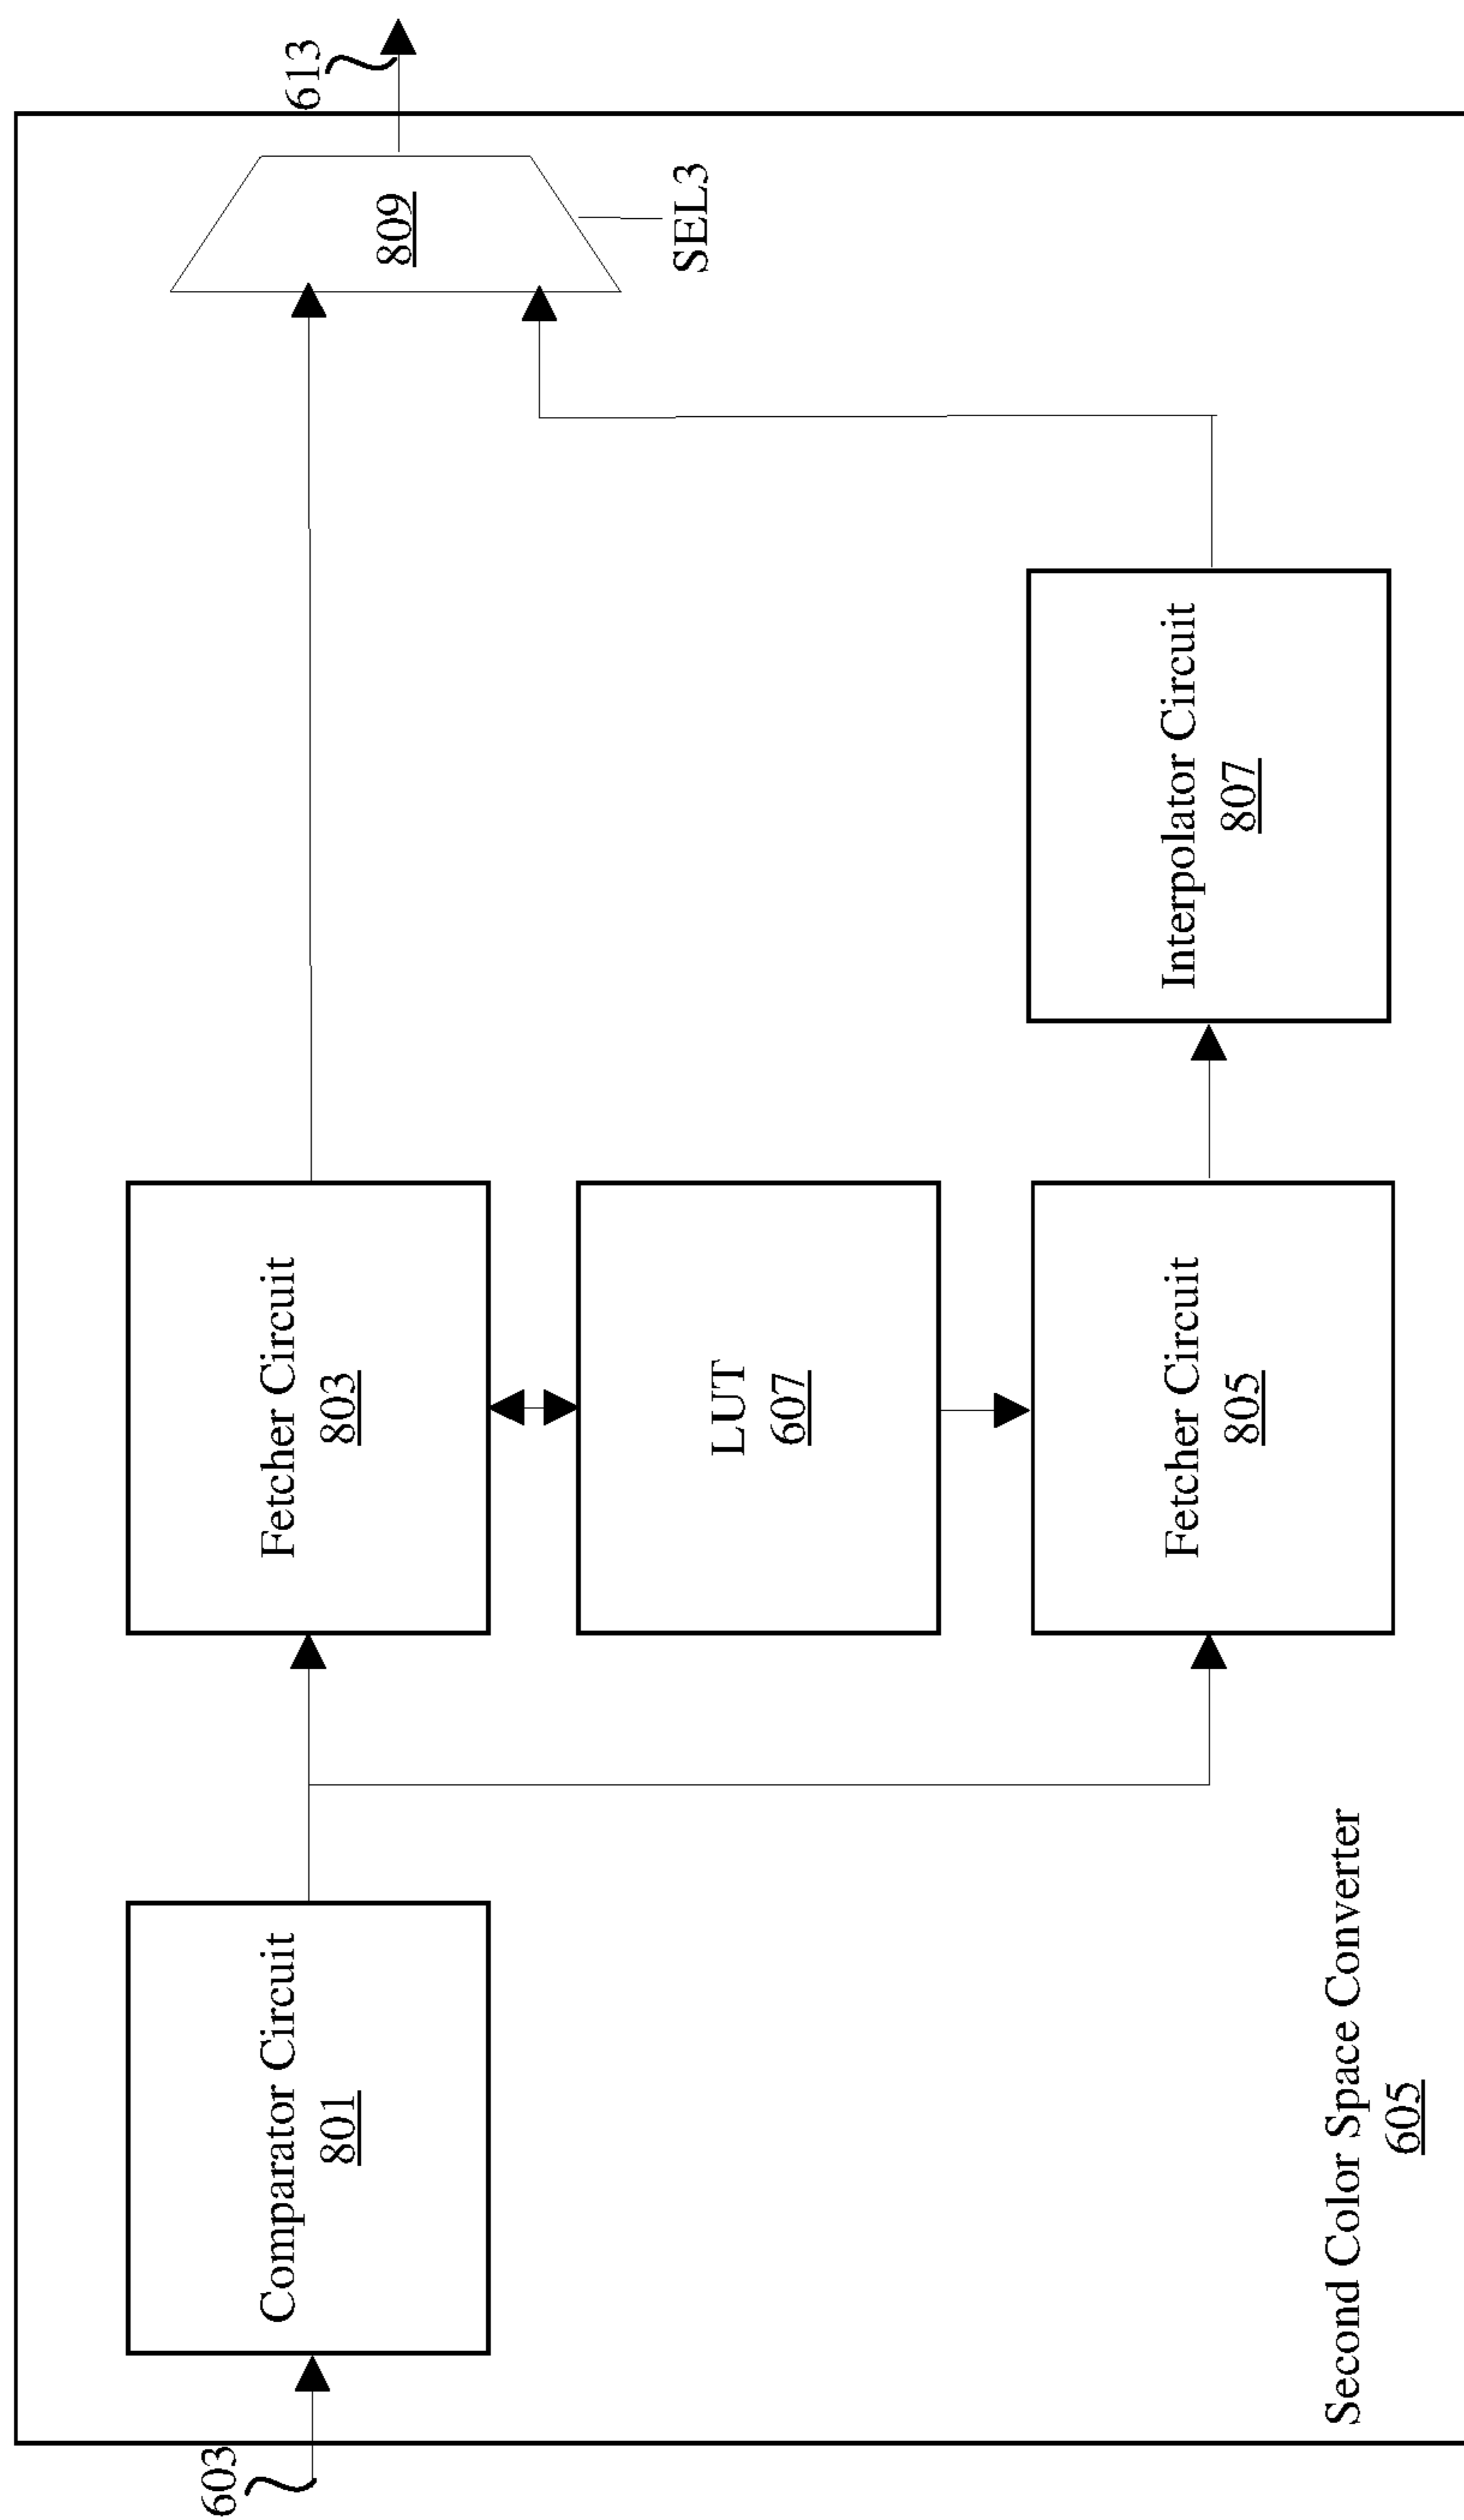 603
Comparator Circuit
801
Fetcher Circuit
803
LUT
607
Fetcher Circuit
805
Interpolator Circuit
807
809
SEL3
613
Second Color Space Converter
605